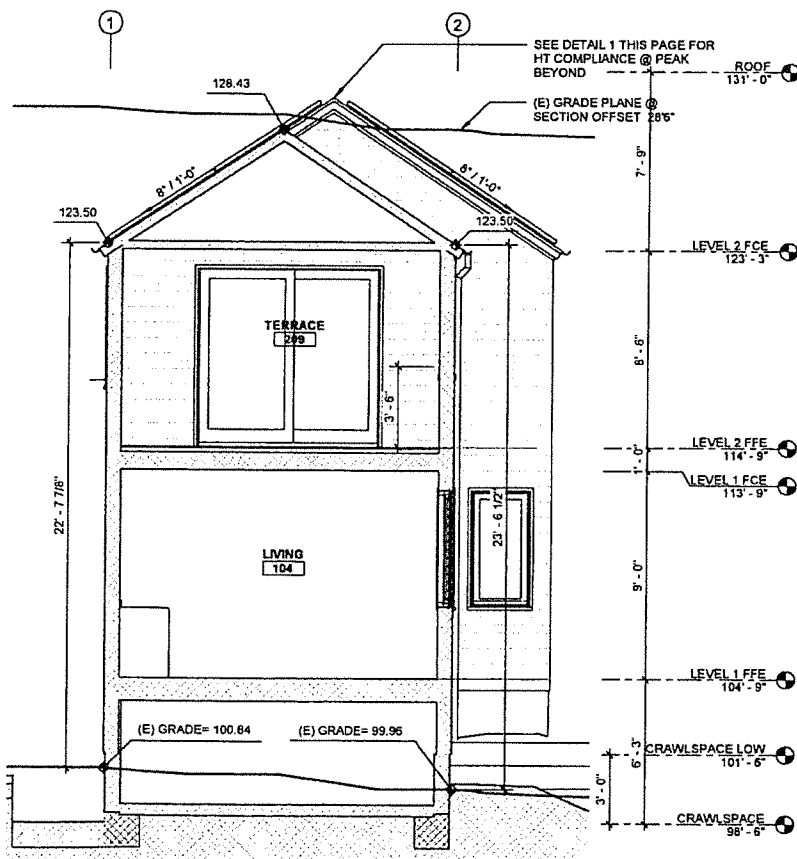 1
2
SEE DETAIL 1 THIS PAGE FOR
HT COMPLIANCE @ PEAK
BEYOND
ROOF
131' - 0"
128.43
(E) GRADE PLANE @
SECTION OFFSET 28'6"
8" / 1'-0"
8" / 1'-0"
7' - 9"
123.50
123.50
LEVEL 2 FCE
123' - 3"
TERRACE
209
3' - 6"
8' - 6"
LEVEL 2 FFE
114' - 9"
1' - 0"
LEVEL 1 FCE
113' - 9"
22' - 7 7/8"
23' - 6 1/2"
LIVING
104
9' - 0"
LEVEL 1 FFE
104' - 9"
(E) GRADE= 100.84
(E) GRADE= 99.96
6' - 3"
CRAWLSPACE LOW
101' - 6"
3' - 0"
CRAWLSPACE
98' - 6"